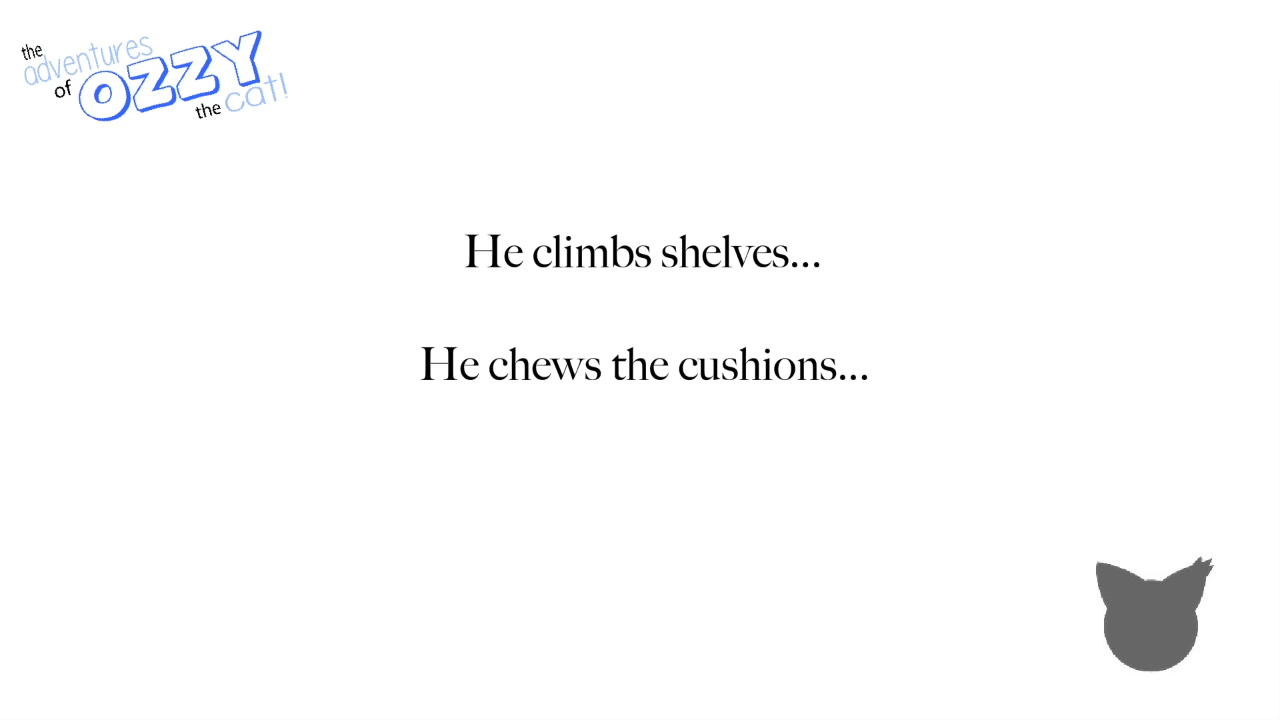 the
adventures
of OZZY
the cat!
He climbs shelves...
He chews the cushions...